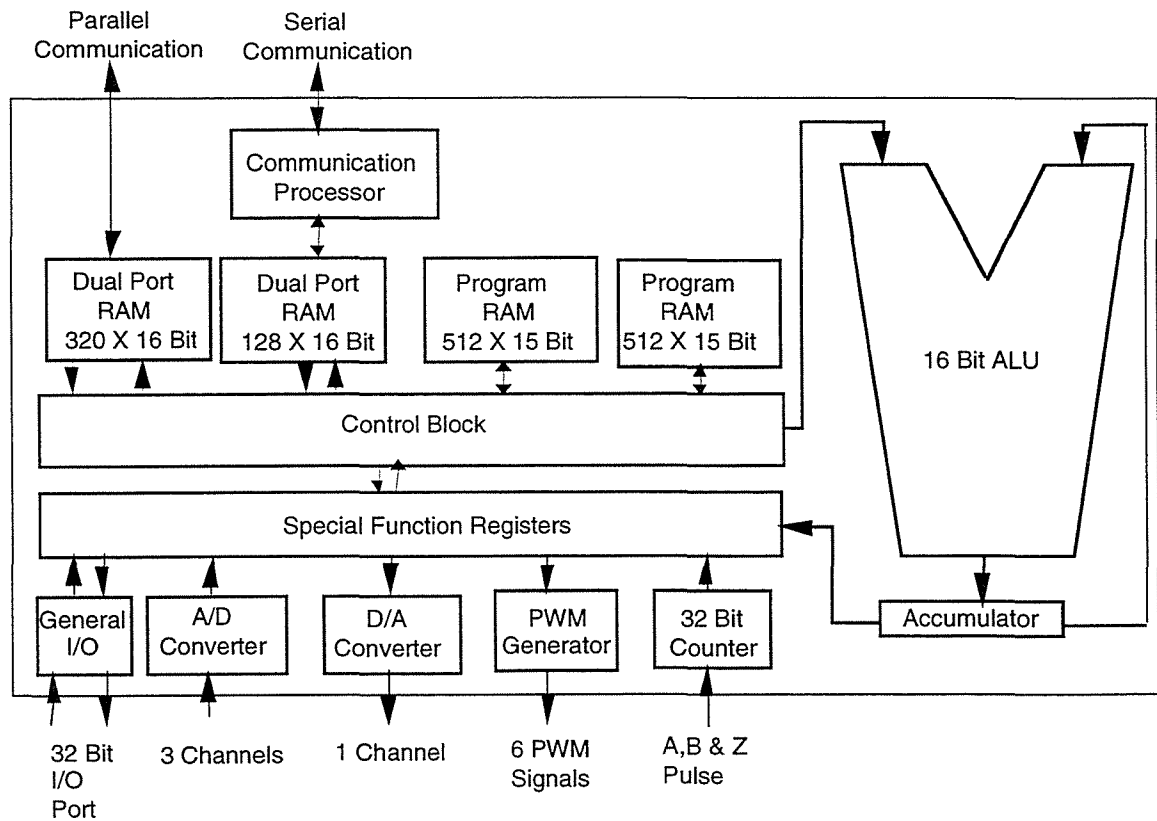 Parallel
Communication
Serial
Communication
Communication
Processor
Dual Port
RAM
320 X 16 Bit
Dual Port
RAM
128 X 16 Bit
Program
RAM
512 X 15 Bit
Program
RAM
512 X 15 Bit
16 Bit ALU
Control Block
Special Function Registers
General
I/O
A/D
Converter
D/A
Converter
PWM
Generator
32 Bit
Counter
Accumulator
32 Bit
I/O
Port
3 Channels
1 Channel
6 PWM
Signals
A,B & Z
Pulse